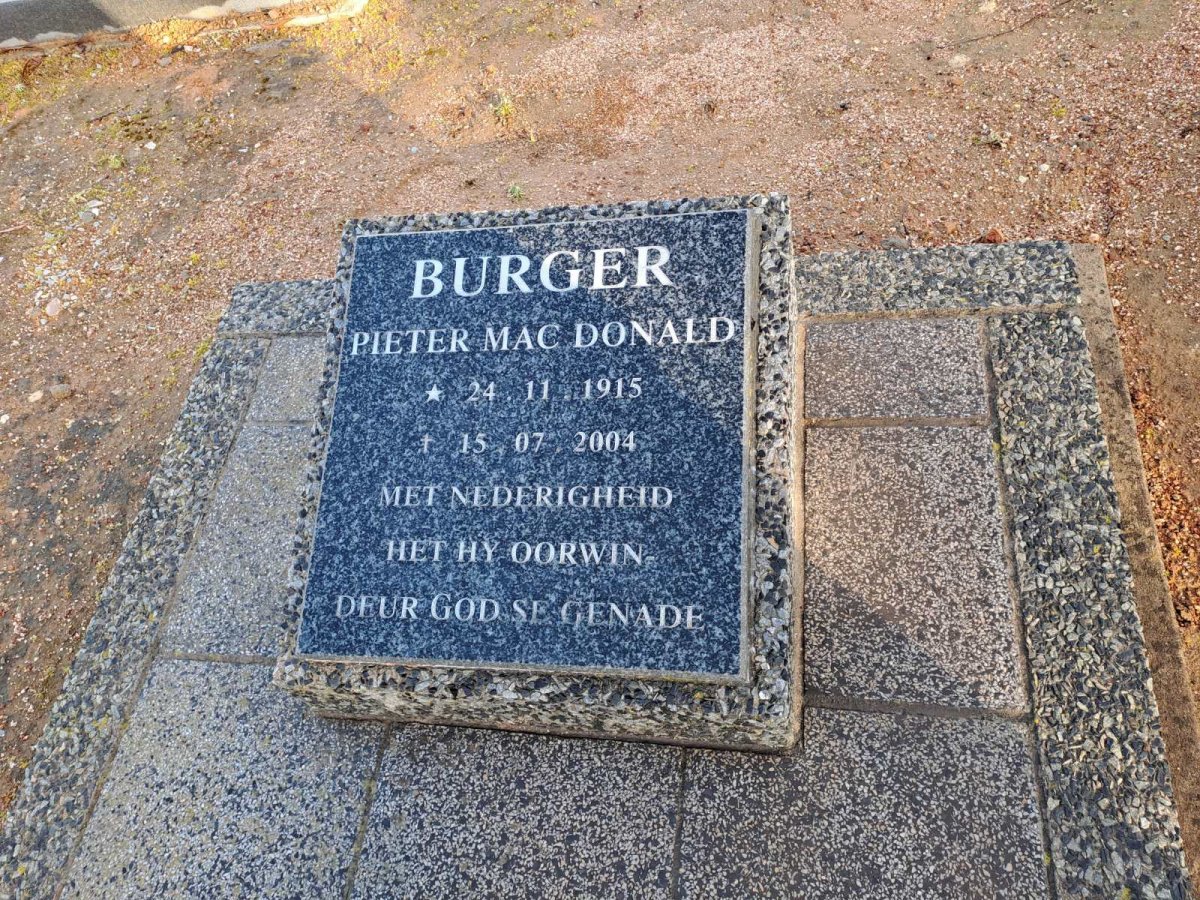 BURGER
PIETER MAC DONALD
★ 24 . 11 . 1915
† 15 . 07 . 2004
MET NEDERIGHEID
HET HY OORWIN
DEUR GOD SE GENADE